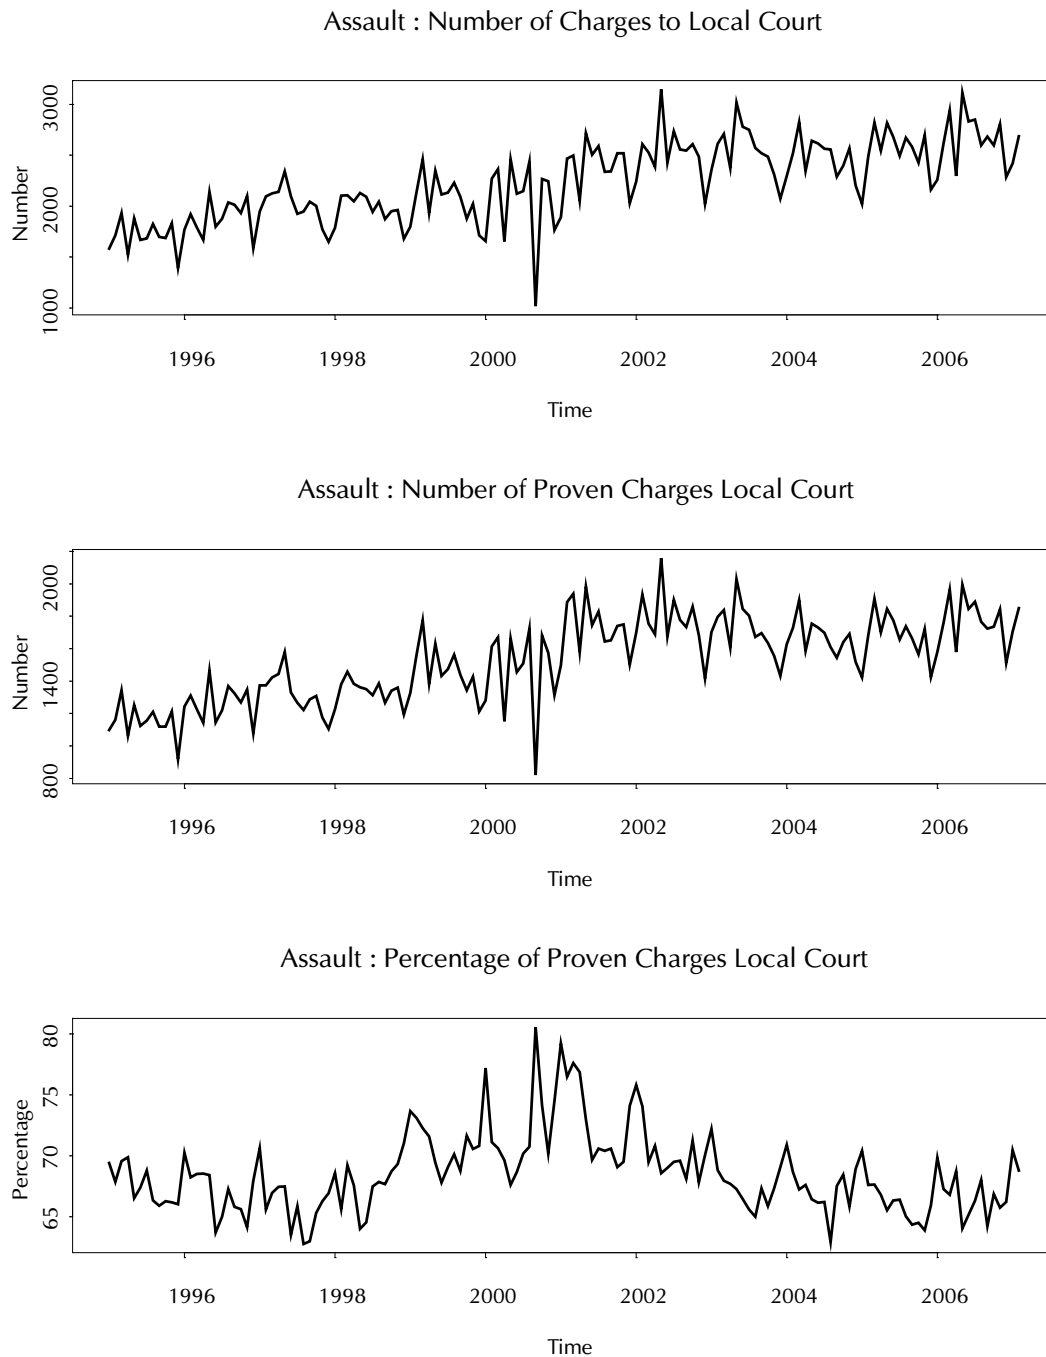 Assault : Number of Charges to Local Court
Number
3000
2000
1000
1996 1998 2000 2002 2004 2006
Time
Assault : Number of Proven Charges Local Court
Number
2000
1400
800
1996 1998 2000 2002 2004 2006
Time
Assault : Percentage of Proven Charges Local Court
Percentage
80
75
70
65
1996 1998 2000 2002 2004 2006
Time